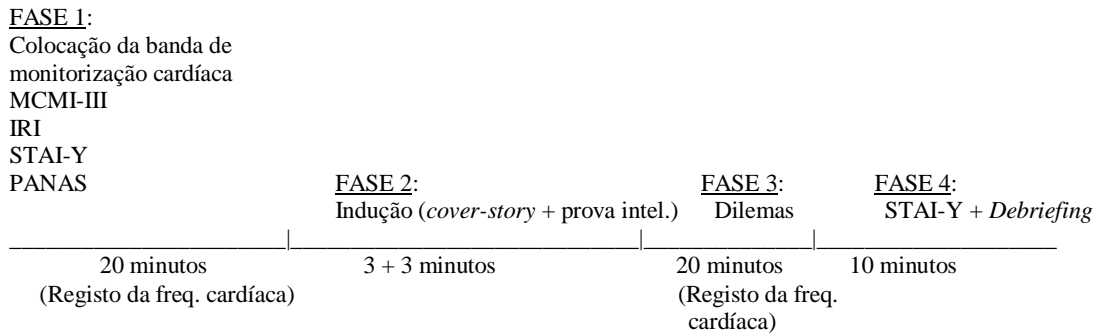 FASE 1:
Colocação da banda de
monitorização cardíaca
MCMI-III
IRI
STAI-Y
PANAS
FASE 2:
Indução (cover-story + prova intel.)
FASE 3:
Dilemas
FASE 4:
STAI-Y + Debriefing
20 minutos
(Registo da freq. cardíaca)
3 + 3 minutos
20 minutos
(Registo da freq.
cardíaca)
10 minutos